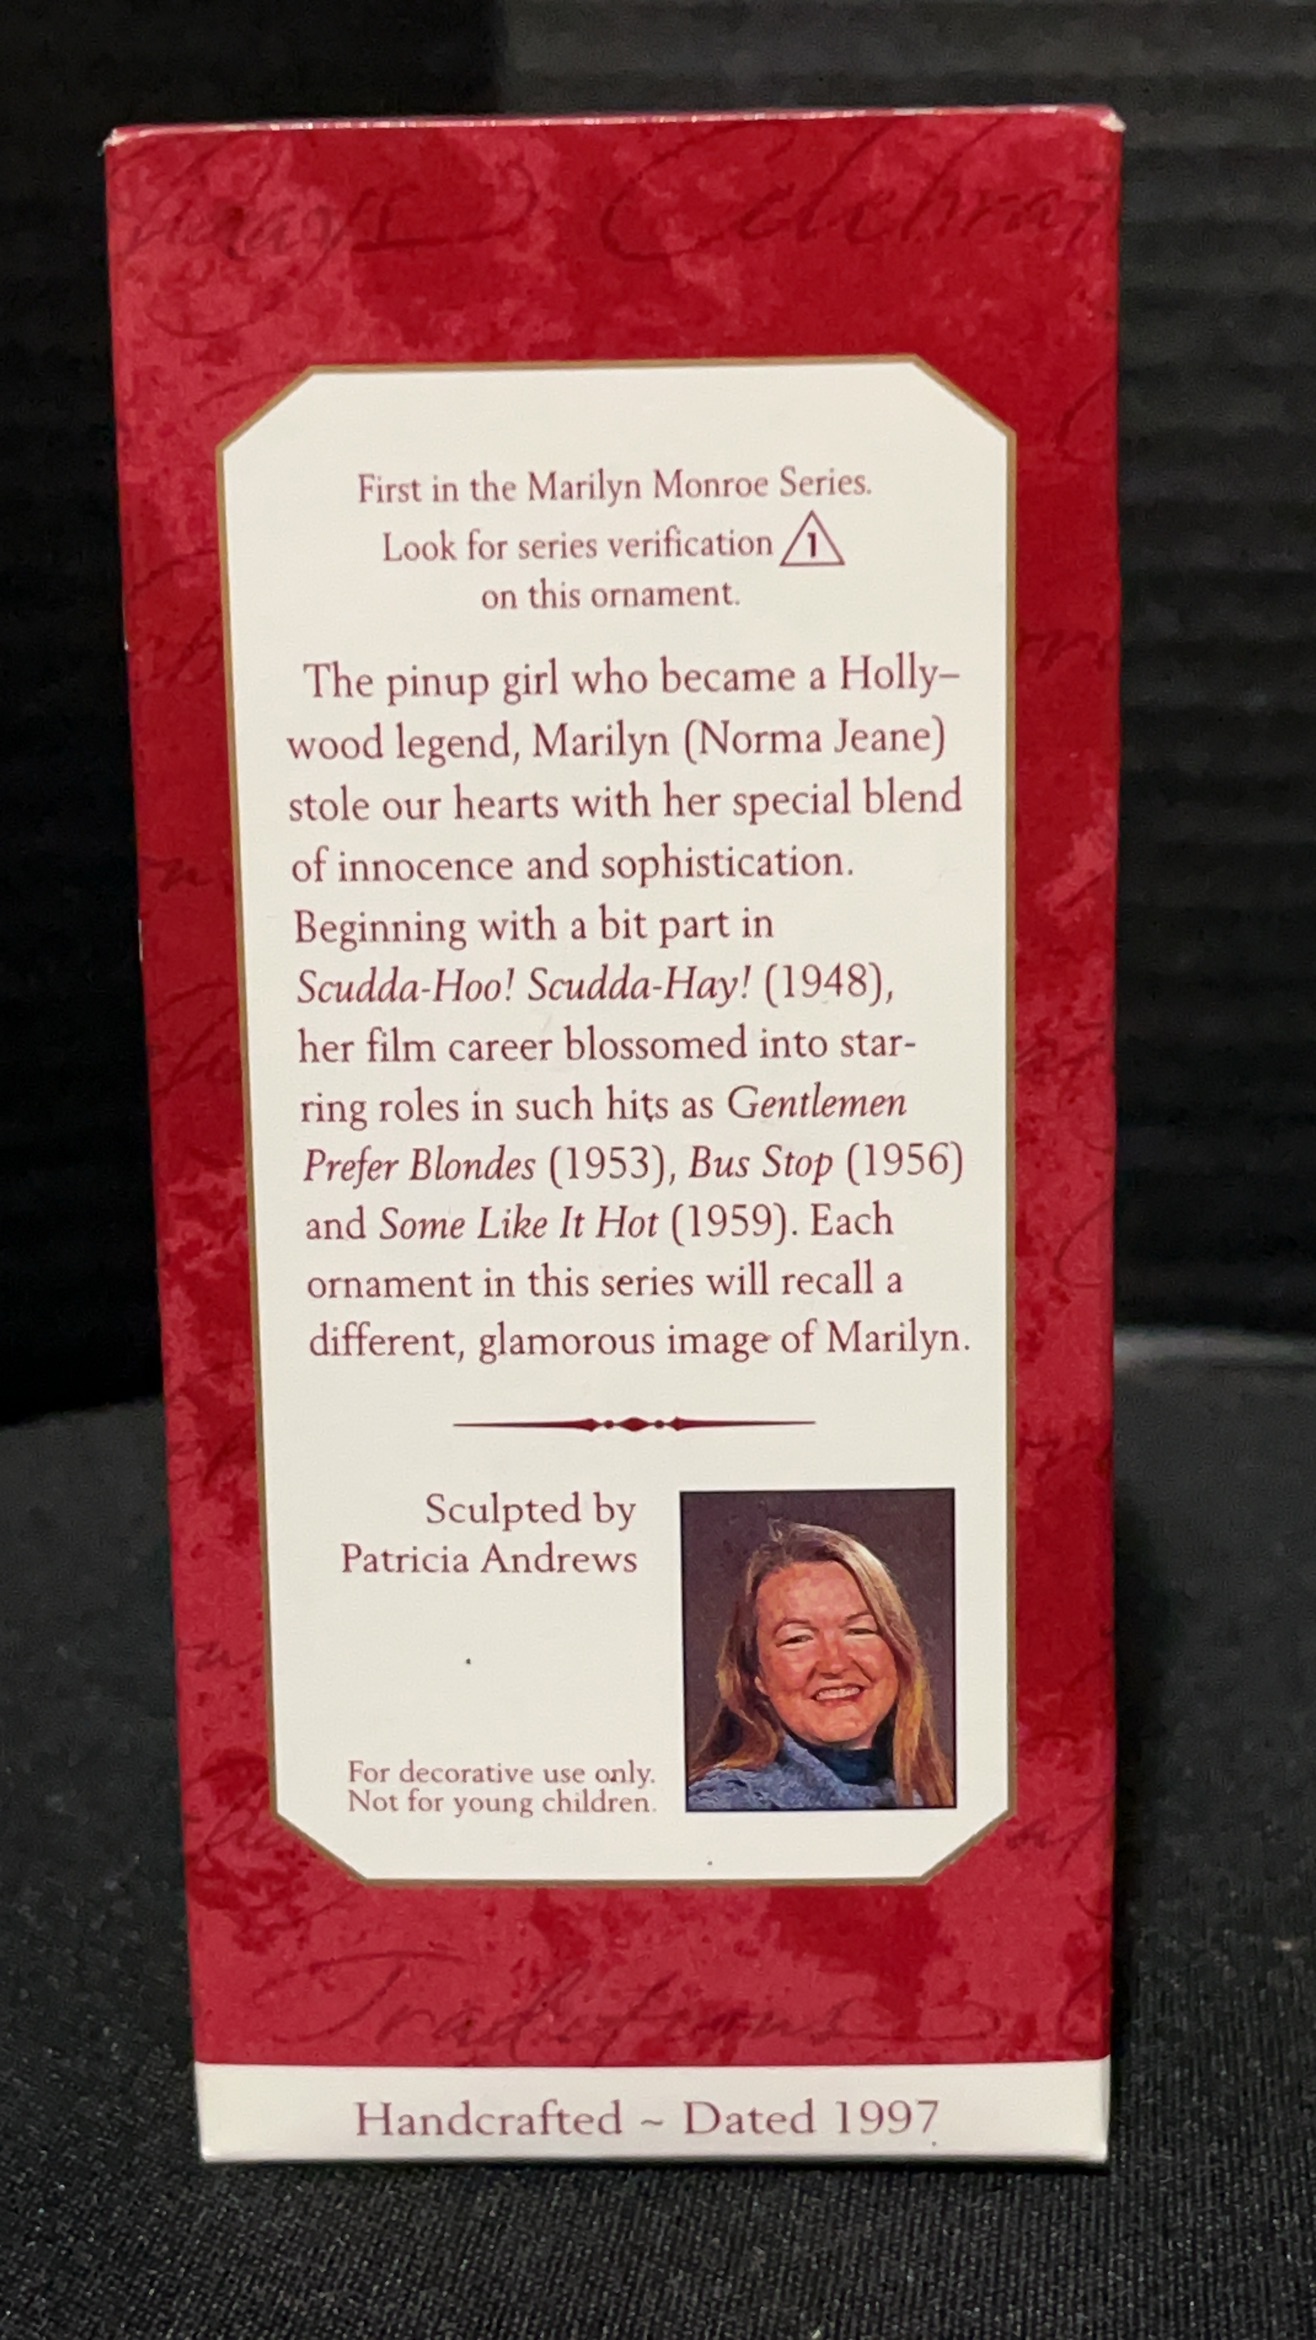 Celebrat
First in the Marilyn Monroe Series.
Look for series verification 1
on this ornament.
The pinup girl who became a Holly–
wood legend, Marilyn (Norma Jeane)
stole our hearts with her special blend
of innocence and sophistication.
Beginning with a bit part in
Scudda-Hoo! Scudda-Hay! (1948),
her film career blossomed into star-
ring roles in such hits as Gentlemen
Prefer Blondes (1953), Bus Stop (1956)
and Some Like It Hot (1959). Each
ornament in this series will recall a
different, glamorous image of Marilyn.
Sculpted by
Patricia Andrews
For decorative use only.
Not for young children.
Traditions
Handcrafted ~ Dated 1997